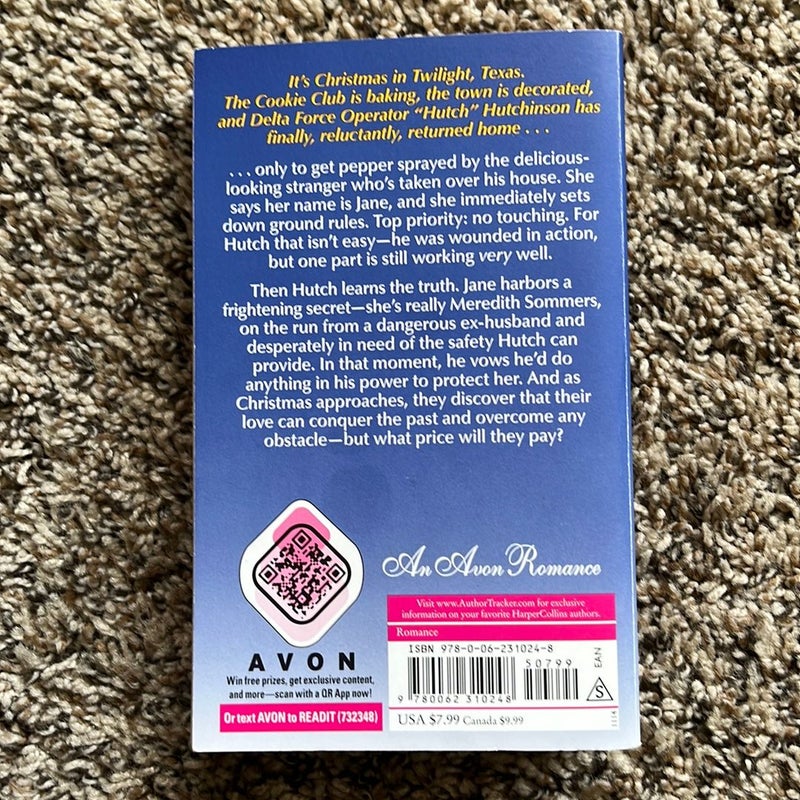 It's Christmas in Twilight, Texas.
The Cookie Club is baking, the town is decorated,
and Delta Force Operator “Hutch” Hutchinson has
finally, reluctantly, returned home . . .
. . . only to get pepper sprayed by the delicious-
looking stranger who's taken over his house. She
says her name is Jane, and she immediately sets
down ground rules. Top priority: no touching. For
Hutch that isn't easy—he was wounded in action,
but one part is still working very well.
Then Hutch learns the truth. Jane harbors a
frightening secret—she's really Meredith Sommers,
on the run from a dangerous ex-husband and
desperately in need of the safety Hutch can
provide. In that moment, he vows he'd do
anything in his power to protect her. And as
Christmas approaches, they discover that their
love can conquer the past and overcome any
obstacle—but what price will they pay?
An Avon Romance
AVON
Win free prizes, get exclusive content,
and more—scan with a QR App now!
Or text AVON to READIT (732348)
Visit www.AuthorTracker.com for exclusive
information on your favorite HarperCollins authors.
Romance
ISBN 978-0-06-231024-8
50799
EAN
9 780062 310248
S
USA $7.99 Canada $9.99